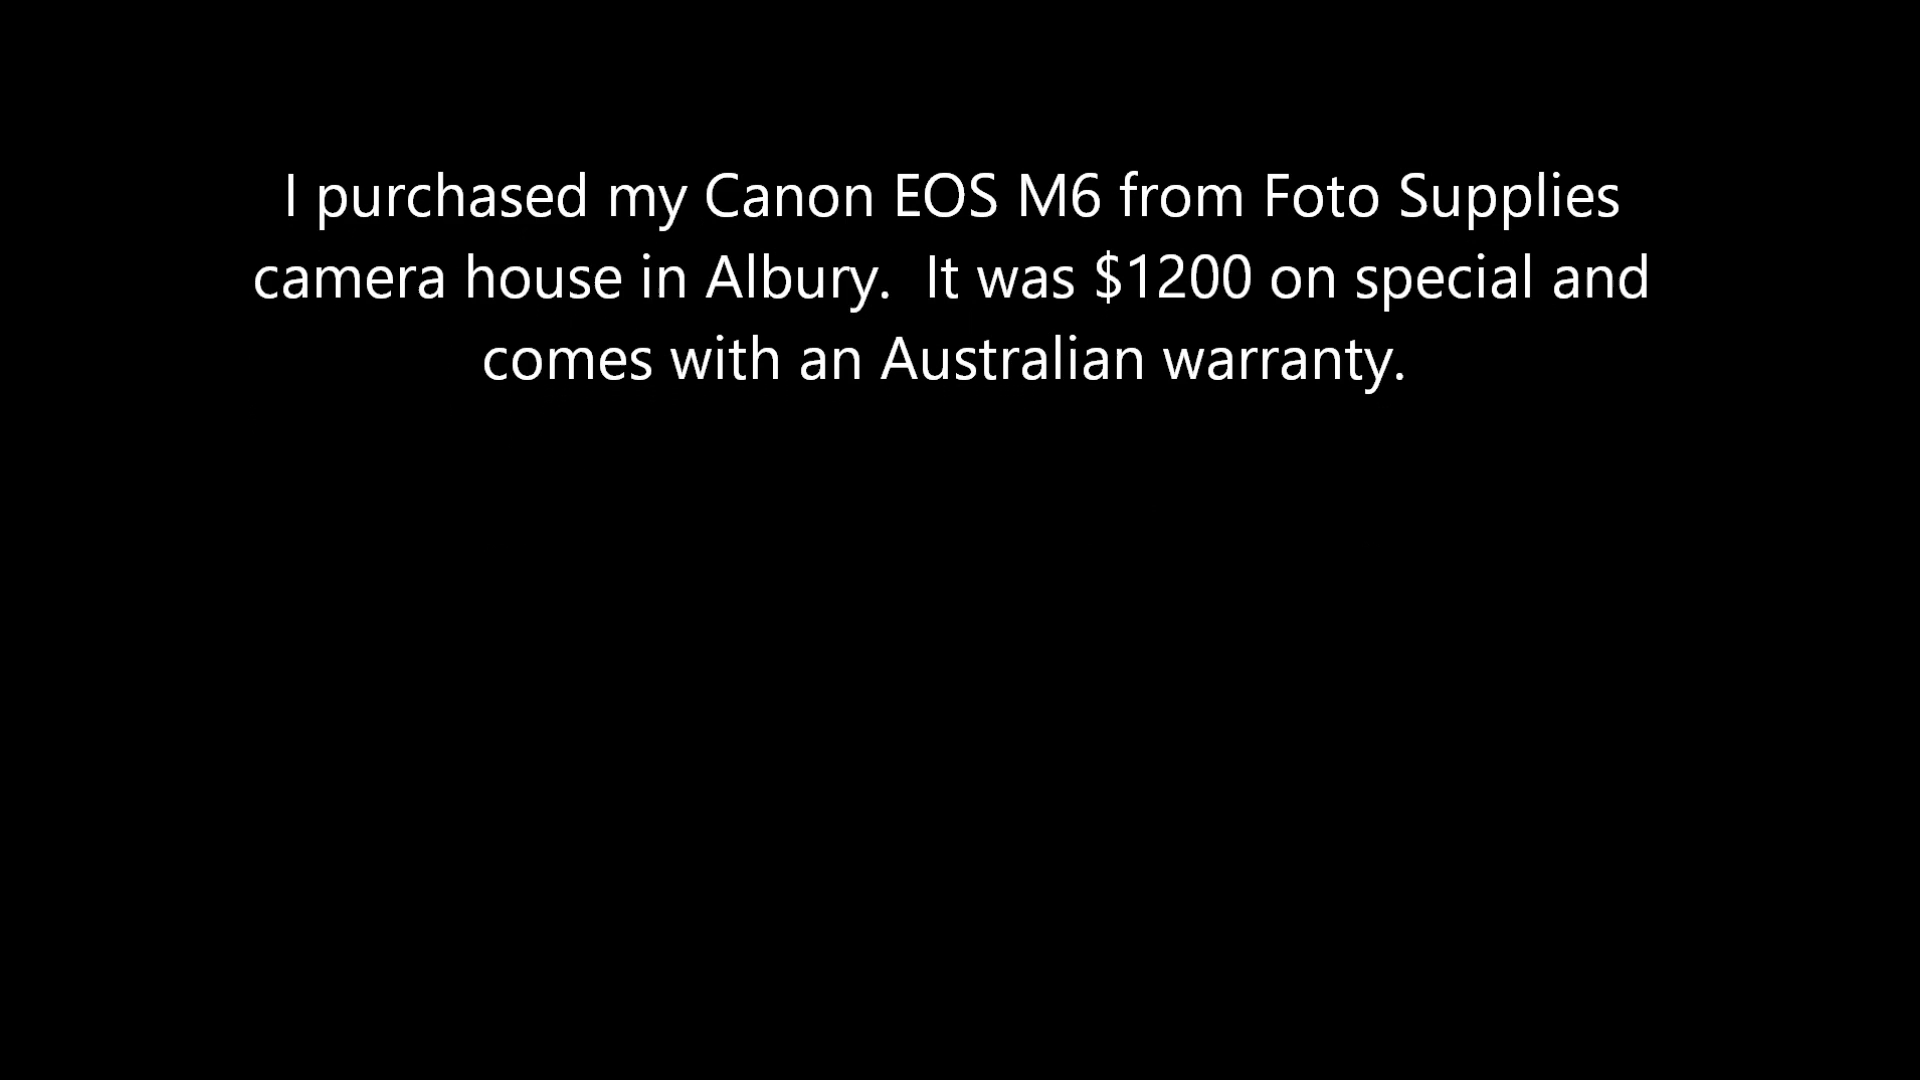 I purchased my Canon EOS M6 from Foto Supplies
camera house in Albury.  It was $1200 on special and
comes with an Australian warranty.